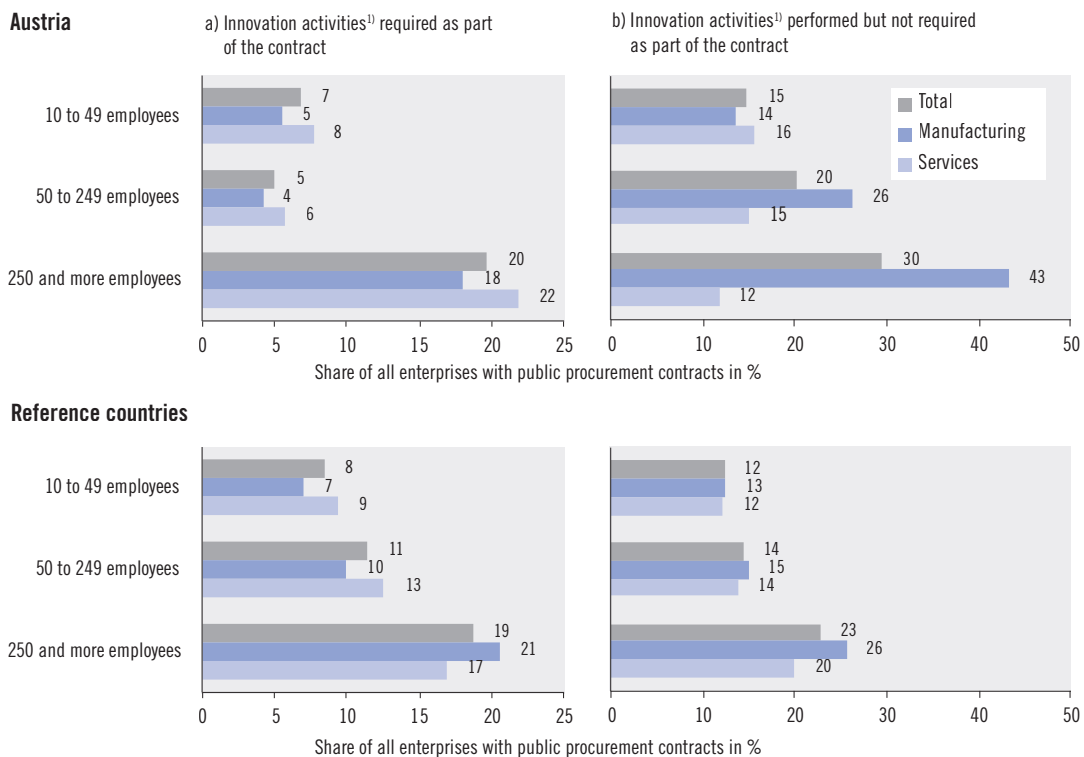 Austria
a) Innovation activities1) required as part
of the contract
b) Innovation activities1) performed but not required
as part of the contract
10 to 49 employees
7
5
8
15
14
16
Total
Manufacturing
Services
50 to 249 employees
5
4
6
20
26
15
250 and more employees
20
18
22
30
43
12
0 5 10 15 20 25
0 10 20 30 40 50
Share of all enterprises with public procurement contracts in %
Reference countries
10 to 49 employees
8
7
9
12
13
12
50 to 249 employees
11
10
13
14
15
14
250 and more employees
19
21
17
23
26
20
0 5 10 15 20 25
0 10 20 30 40 50
Share of all enterprises with public procurement contracts in %